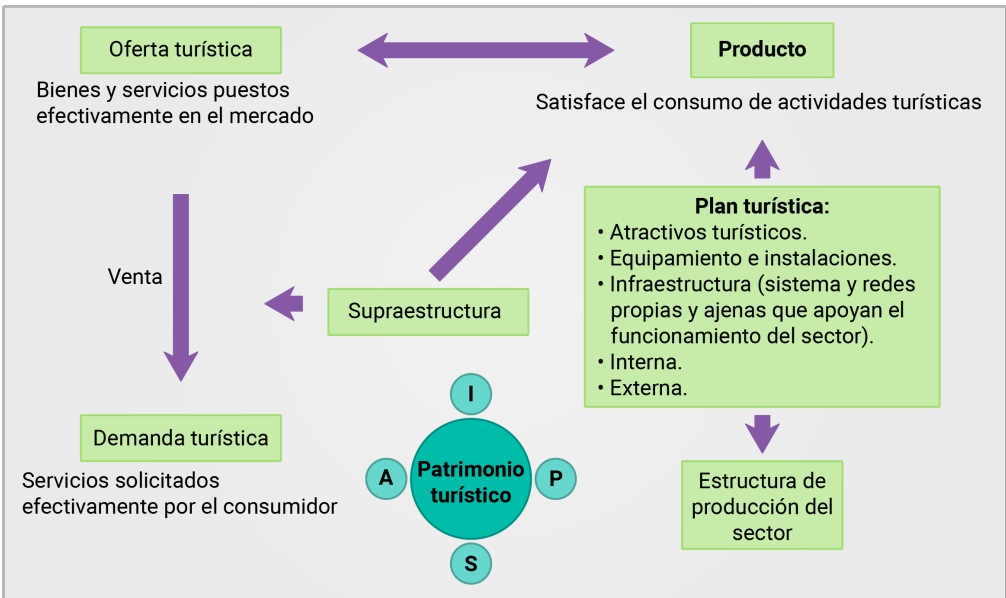 Oferta turística
Bienes y servicios puestos
efectivamente en el mercado
Producto
Satisface el consumo de actividades turísticas
Plan turística:
• Atractivos turísticos.
• Equipamiento e instalaciones.
• Infraestructura (sistema y redes
propias y ajenas que apoyan el
funcionamiento del sector).
• Interna.
• Externa.
Venta
Supraestructura
Demanda turística
Servicios solicitados
efectivamente por el consumidor
I
A
Patrimonio
turístico
P
S
Estructura de
producción del
sector